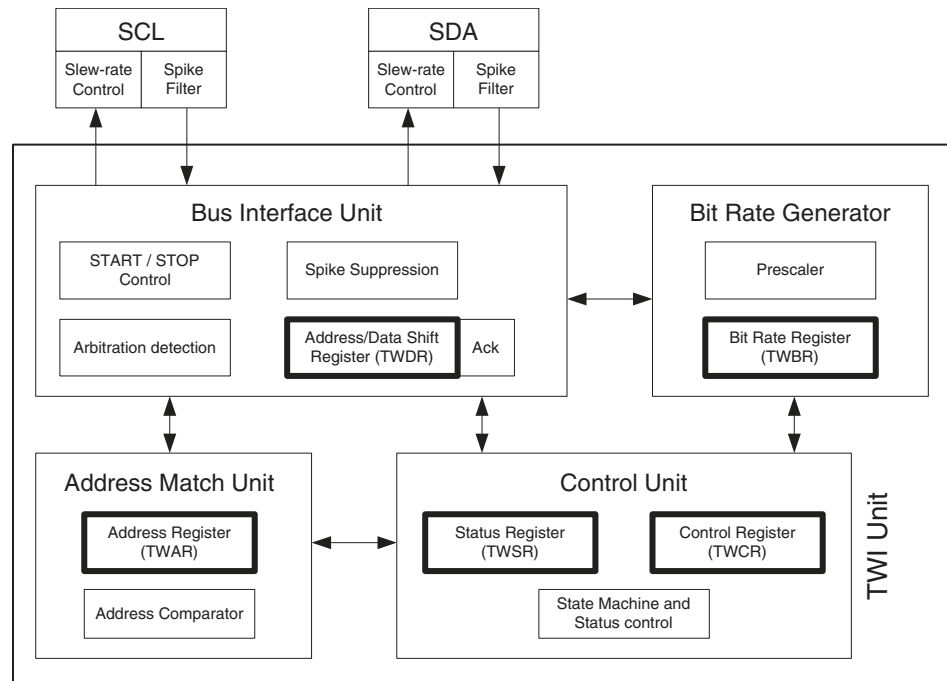 SCL
Slew-rate
Control
Spike
Filter
SDA
Slew-rate
Control
Spike
Filter
Bus Interface Unit
START / STOP
Control
Spike Suppression
Arbitration detection
Address/Data Shift
Register (TWDR)
Ack
Bit Rate Generator
Prescaler
Bit Rate Register
(TWBR)
Address Match Unit
Address Register
(TWAR)
Address Comparator
Control Unit
Status Register
(TWSR)
Control Register
(TWCR)
State Machine and
Status control
TWI Unit